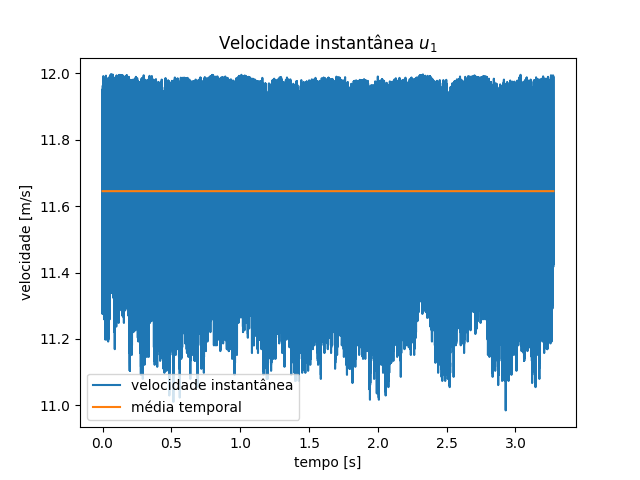 Velocidade instantânea u₁
12.0
11.8
11.6
11.4
11.2
11.0
velocidade [m/s]
velocidade instantânea
média temporal
0.0 0.5 1.0 1.5 2.0 2.5 3.0
tempo [s]